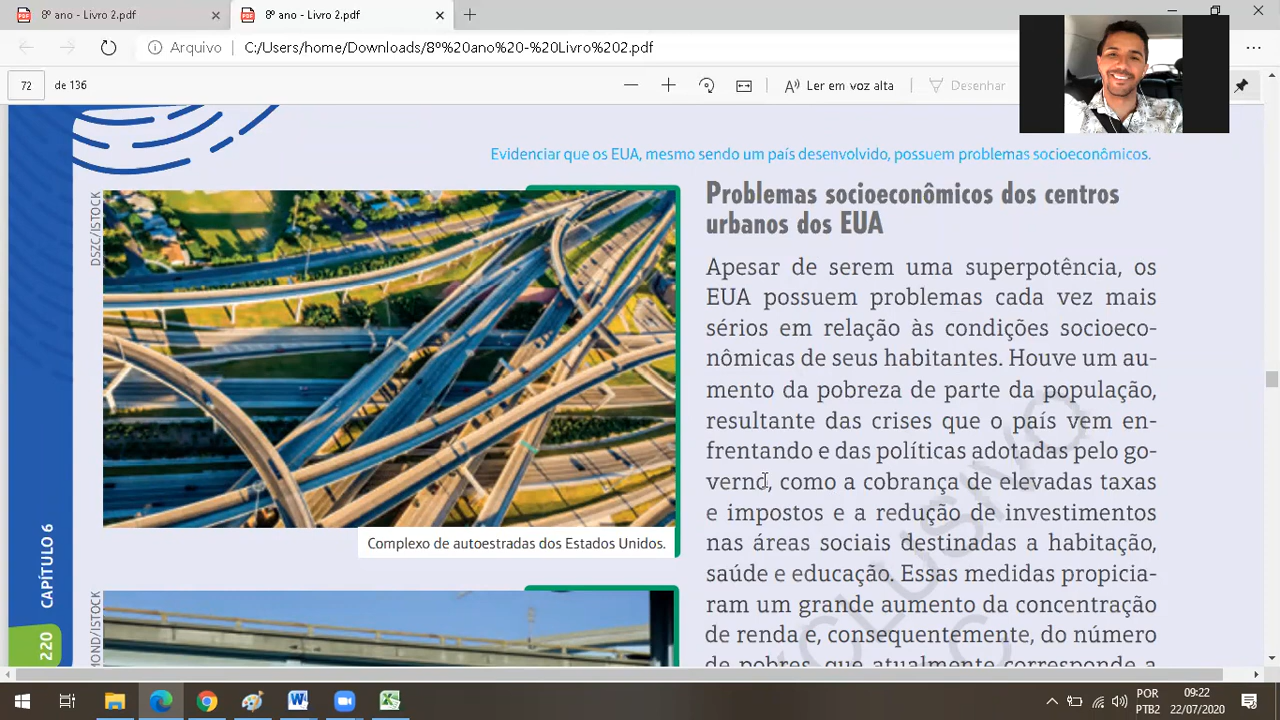 8º ano - Livro 2.pdf
8º ano - Livro 2.pdf
Arquivo
C:/Users/home/Downloads/8º%20ano%20-%20Livro%202.pdf
72 de 136
Ler em voz alta
Desenhar
Evidenciar que os EUA, mesmo sendo um país desenvolvido, possuem problemas socioeconômicos.
DSZC/ISTOCK
Complexo de autoestradas dos Estados Unidos.
MOND/ISTOCK
CAPÍTULO 6
220
Problemas socioeconômicos dos centros
urbanos dos EUA
Apesar de serem uma superpotência, os
EUA possuem problemas cada vez mais
sérios em relação às condições socioeco-
nômicas de seus habitantes. Houve um au-
mento da pobreza de parte da população,
resultante das crises que o país vem en-
frentando e das políticas adotadas pelo go-
verno, como a cobrança de elevadas taxas
e impostos e a redução de investimentos
nas áreas sociais destinadas a habitação,
saúde e educação. Essas medidas propicia-
ram um grande aumento da concentração
de renda e, consequentemente, do número
de pobres, que atualmente corresponde a
POR
PTB2
09:22
22/07/2020